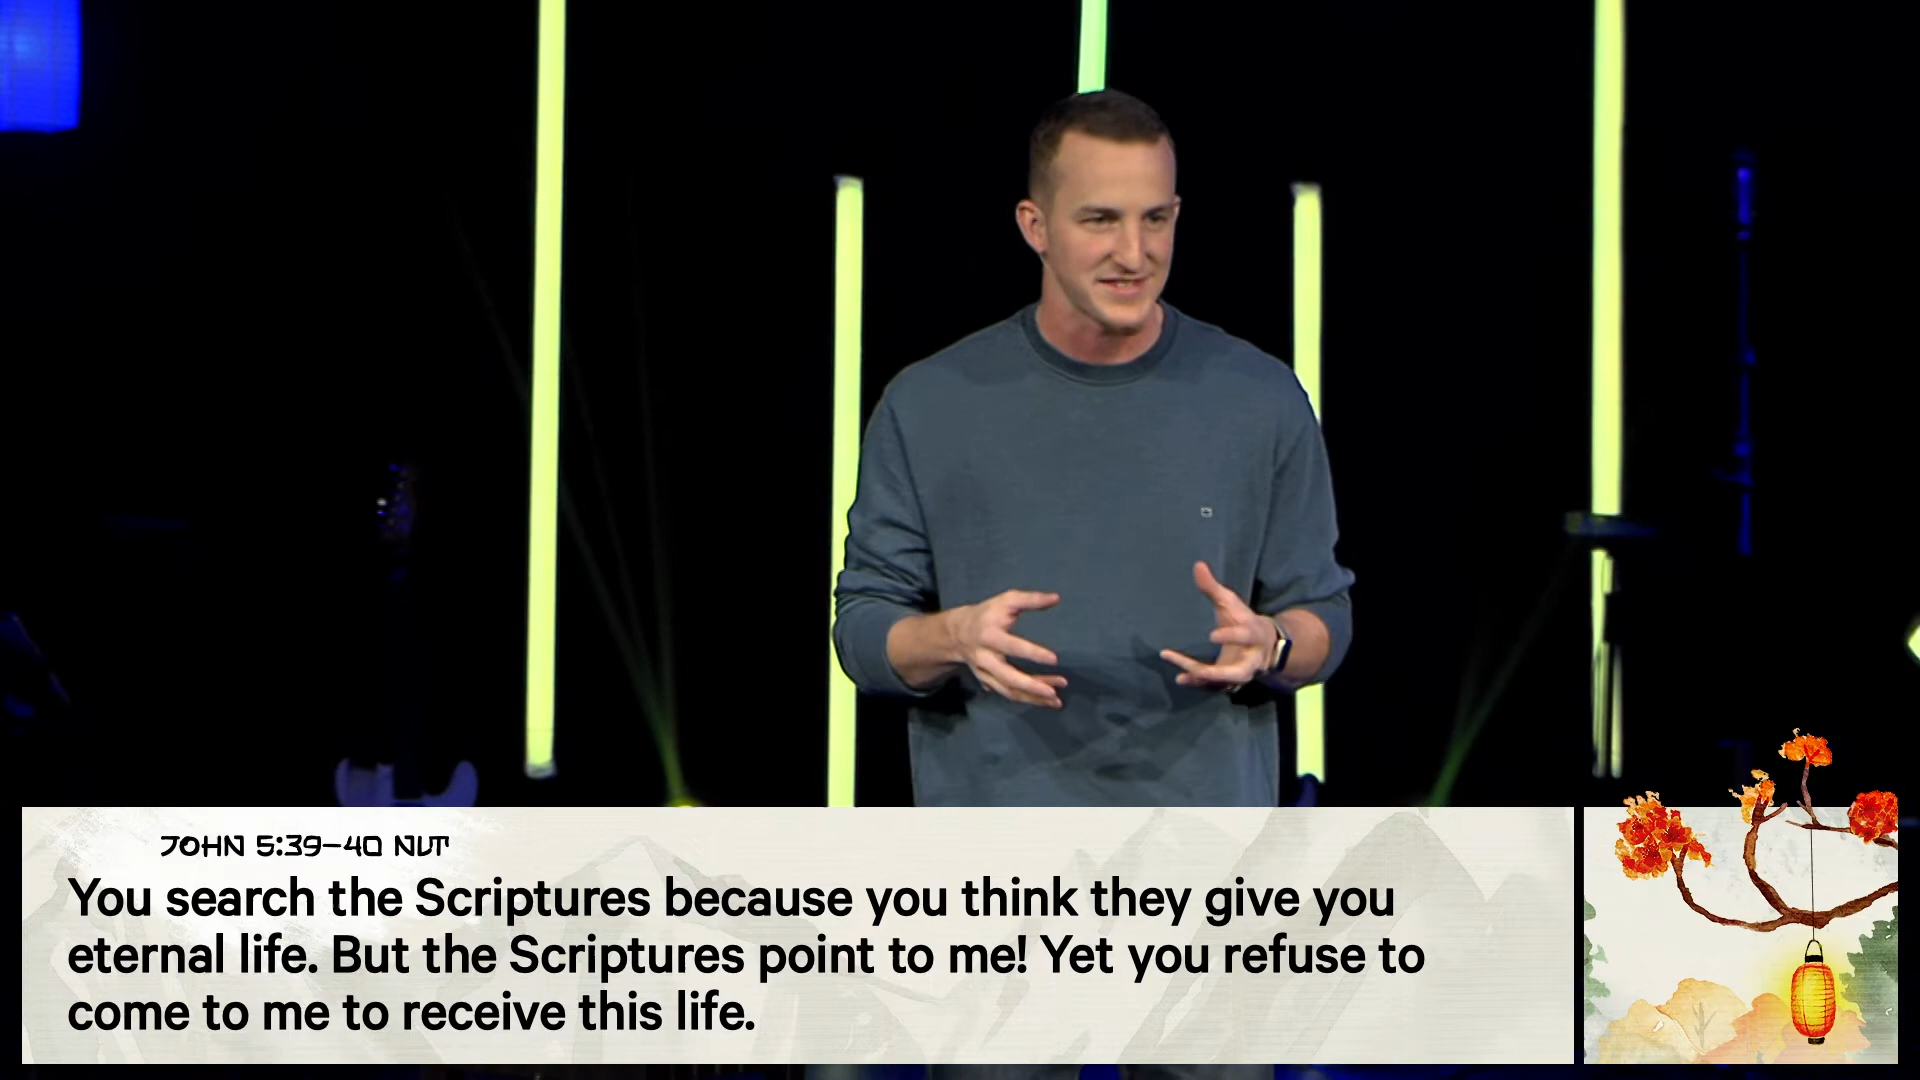 JOHN 5:39–40 NLT
You search the Scriptures because you think they give you
eternal life. But the Scriptures point to me! Yet you refuse to
come to me to receive this life.